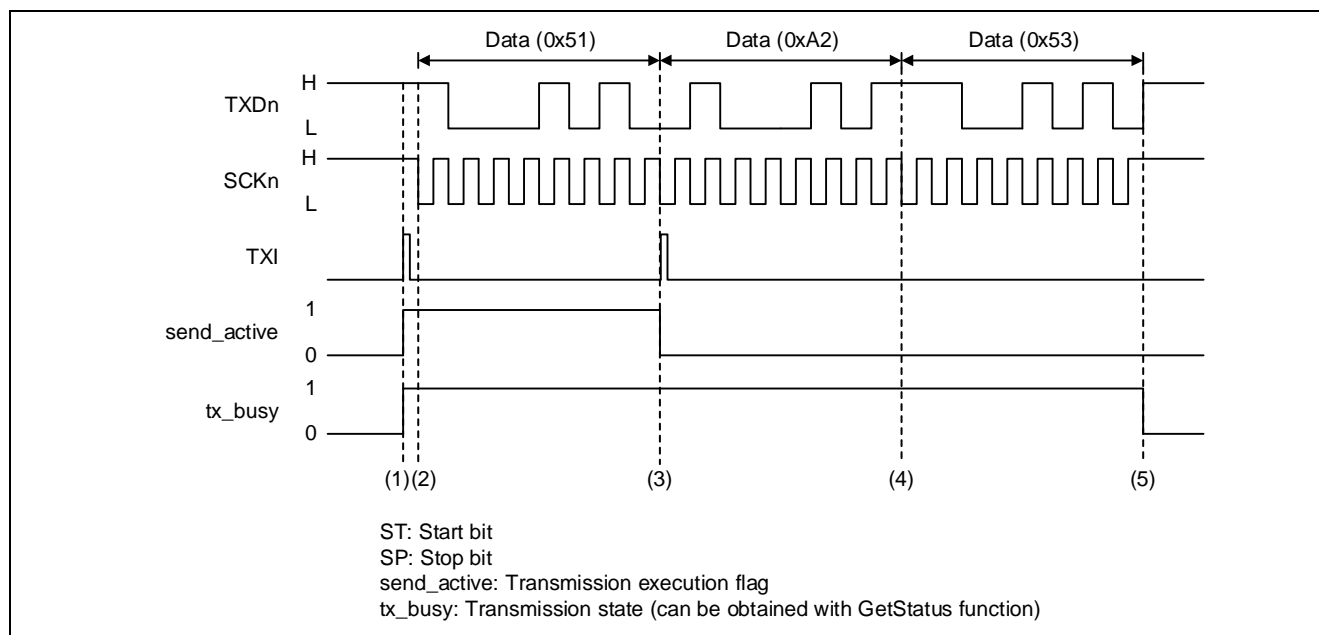 Data (0x51) Data (0xA2) Data (0x53)
H
TXDn
L
H
SCKn
L
TXI
1
send_active
0
1
tx_busy
0
(1) (2) (3) (4) (5)
ST: Start bit
SP: Stop bit
send_active: Transmission execution flag
tx_busy: Transmission state (can be obtained with GetStatus function)